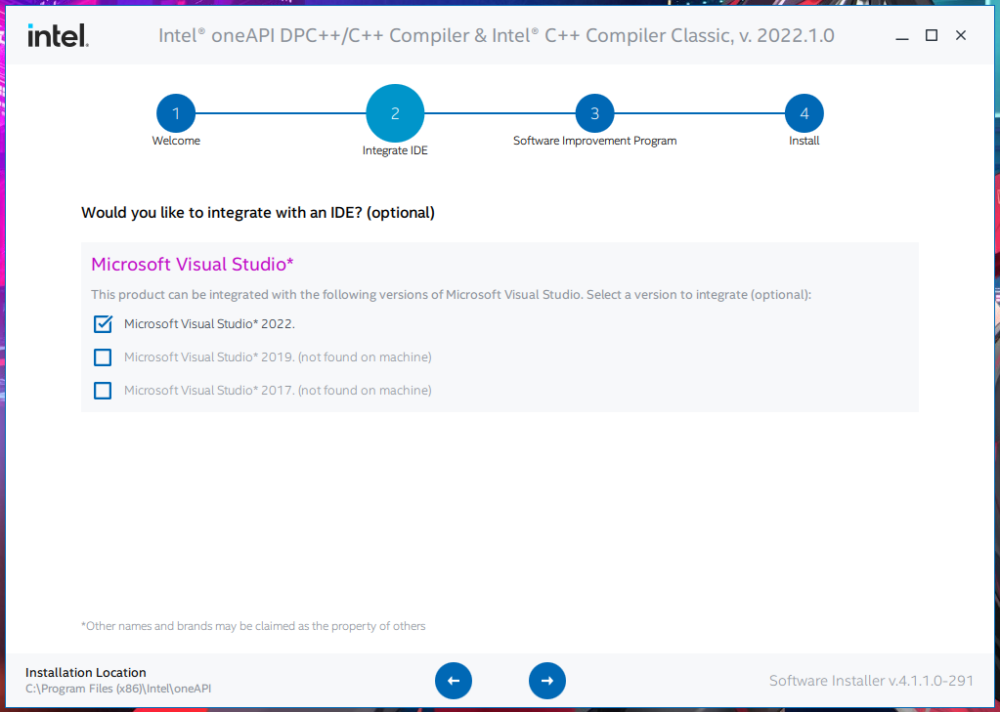 intel.
Intel® oneAPI DPC++/C++ Compiler & Intel® C++ Compiler Classic, v. 2022.1.0
1
2
3
4
Welcome
Integrate IDE
Software Improvement Program
Install
Would you like to integrate with an IDE? (optional)
Microsoft Visual Studio*
This product can be integrated with the following versions of Microsoft Visual Studio. Select a version to integrate (optional):
Microsoft Visual Studio* 2022.
Microsoft Visual Studio* 2019. (not found on machine)
Microsoft Visual Studio* 2017. (not found on machine)
*Other names and brands may be claimed as the property of others
Installation Location
C:\Program Files (x86)\Intel\oneAPI
Software Installer v.4.1.1.0-291